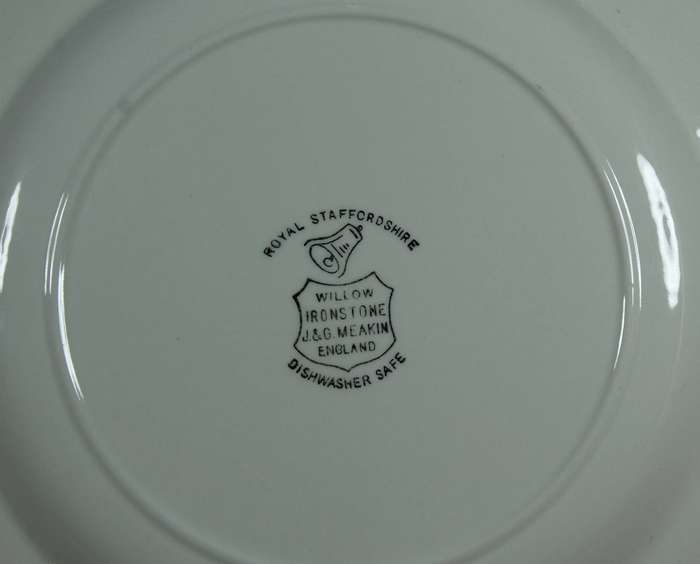 ROYAL STAFFORDSHIRE
WILLOW
IRONSTONE
J.&G. MEAKIN
ENGLAND
DISHWASHER SAFE